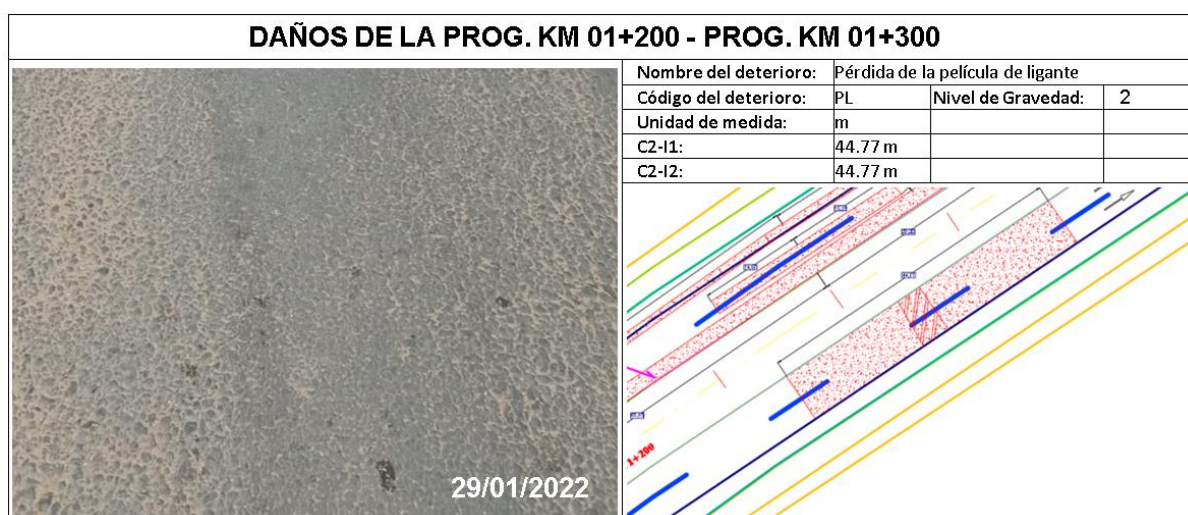 DAÑOS DE LA PROG. KM 01+200 - PROG. KM 01+300
Nombre del deterioro: Pérdida de la película de ligante
Código del deterioro: PL Nivel de Gravedad: 2
Unidad de medida: m
C2-I1: 44.77 m
C2-I2: 44.77 m
29/01/2022
1+200